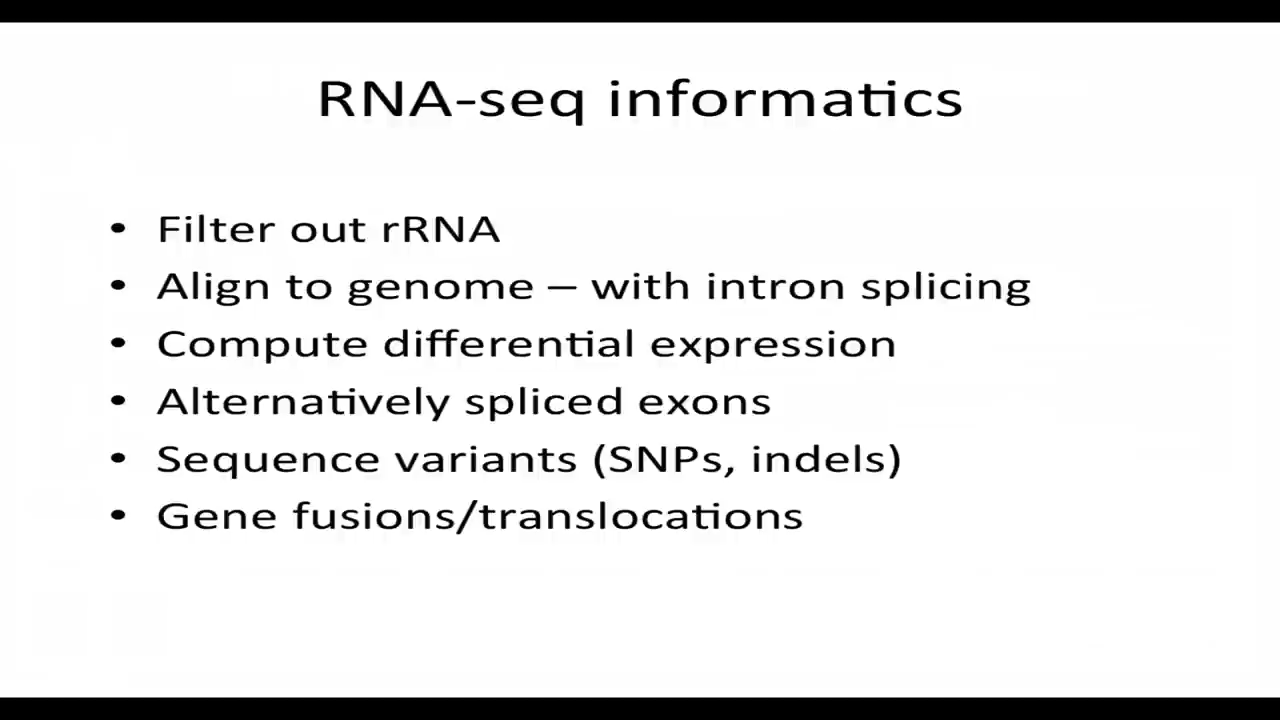 RNA-seq informatics
• Filter out rRNA
• Align to genome – with intron splicing
• Compute differential expression
• Alternatively spliced exons
• Sequence variants (SNPs, indels)
• Gene fusions/translocations